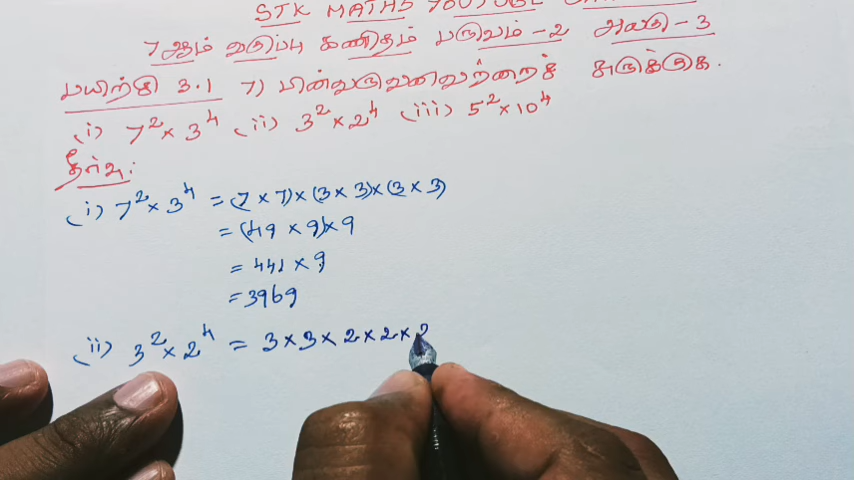 STK MATHS YOUTUBE
7 ஆம் வகுப்பு கணிதம் பருவம் - 2 அலகு - 3
பயிற்சி 3.1 7) பின்வருவனவற்றைச் சுருக்குக.
(i) 7² × 3⁴ (ii) 3² × 2⁴ (iii) 5² × 10⁴
தீர்வு:
(i) 7² × 3⁴ = (7 × 7) × (3 × 3) × (3 × 3)
= (49 × 9) × 9
= 441 × 9
= 3969
(ii) 3² × 2⁴ = 3 × 3 × 2 × 2 × 2